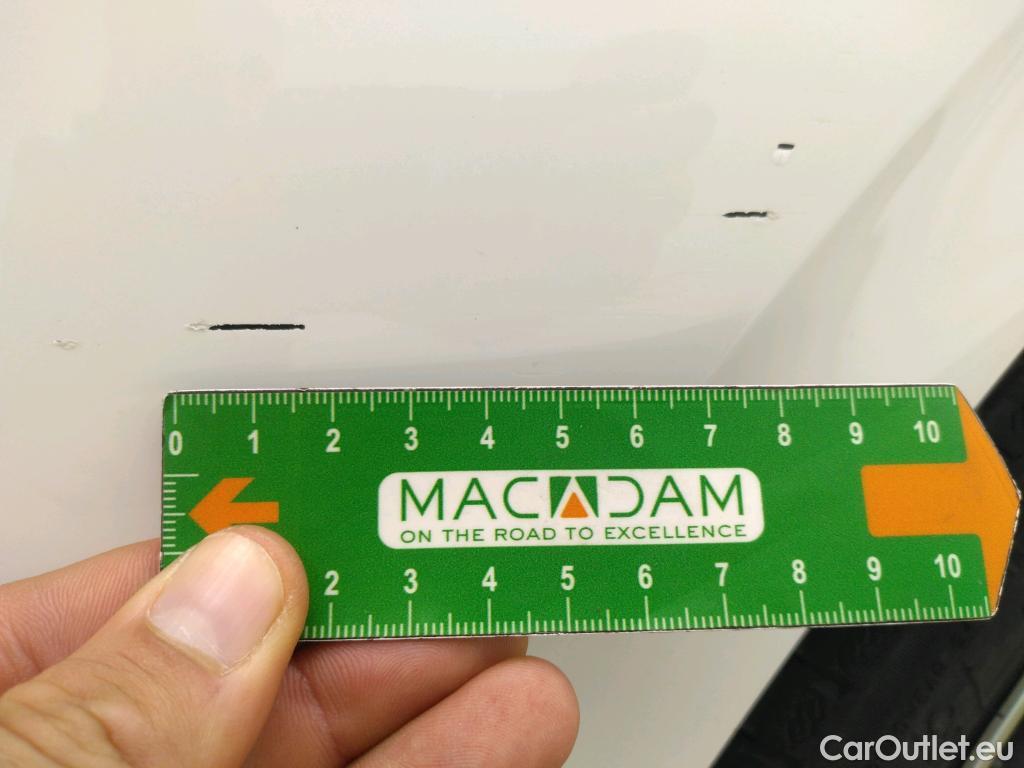 0 1 2 3 4 5 6 7 8 9 10
MACADAM
ON THE ROAD TO EXCELLENCE
2 3 4 5 6 7 8 9 10
CarOutlet.eu